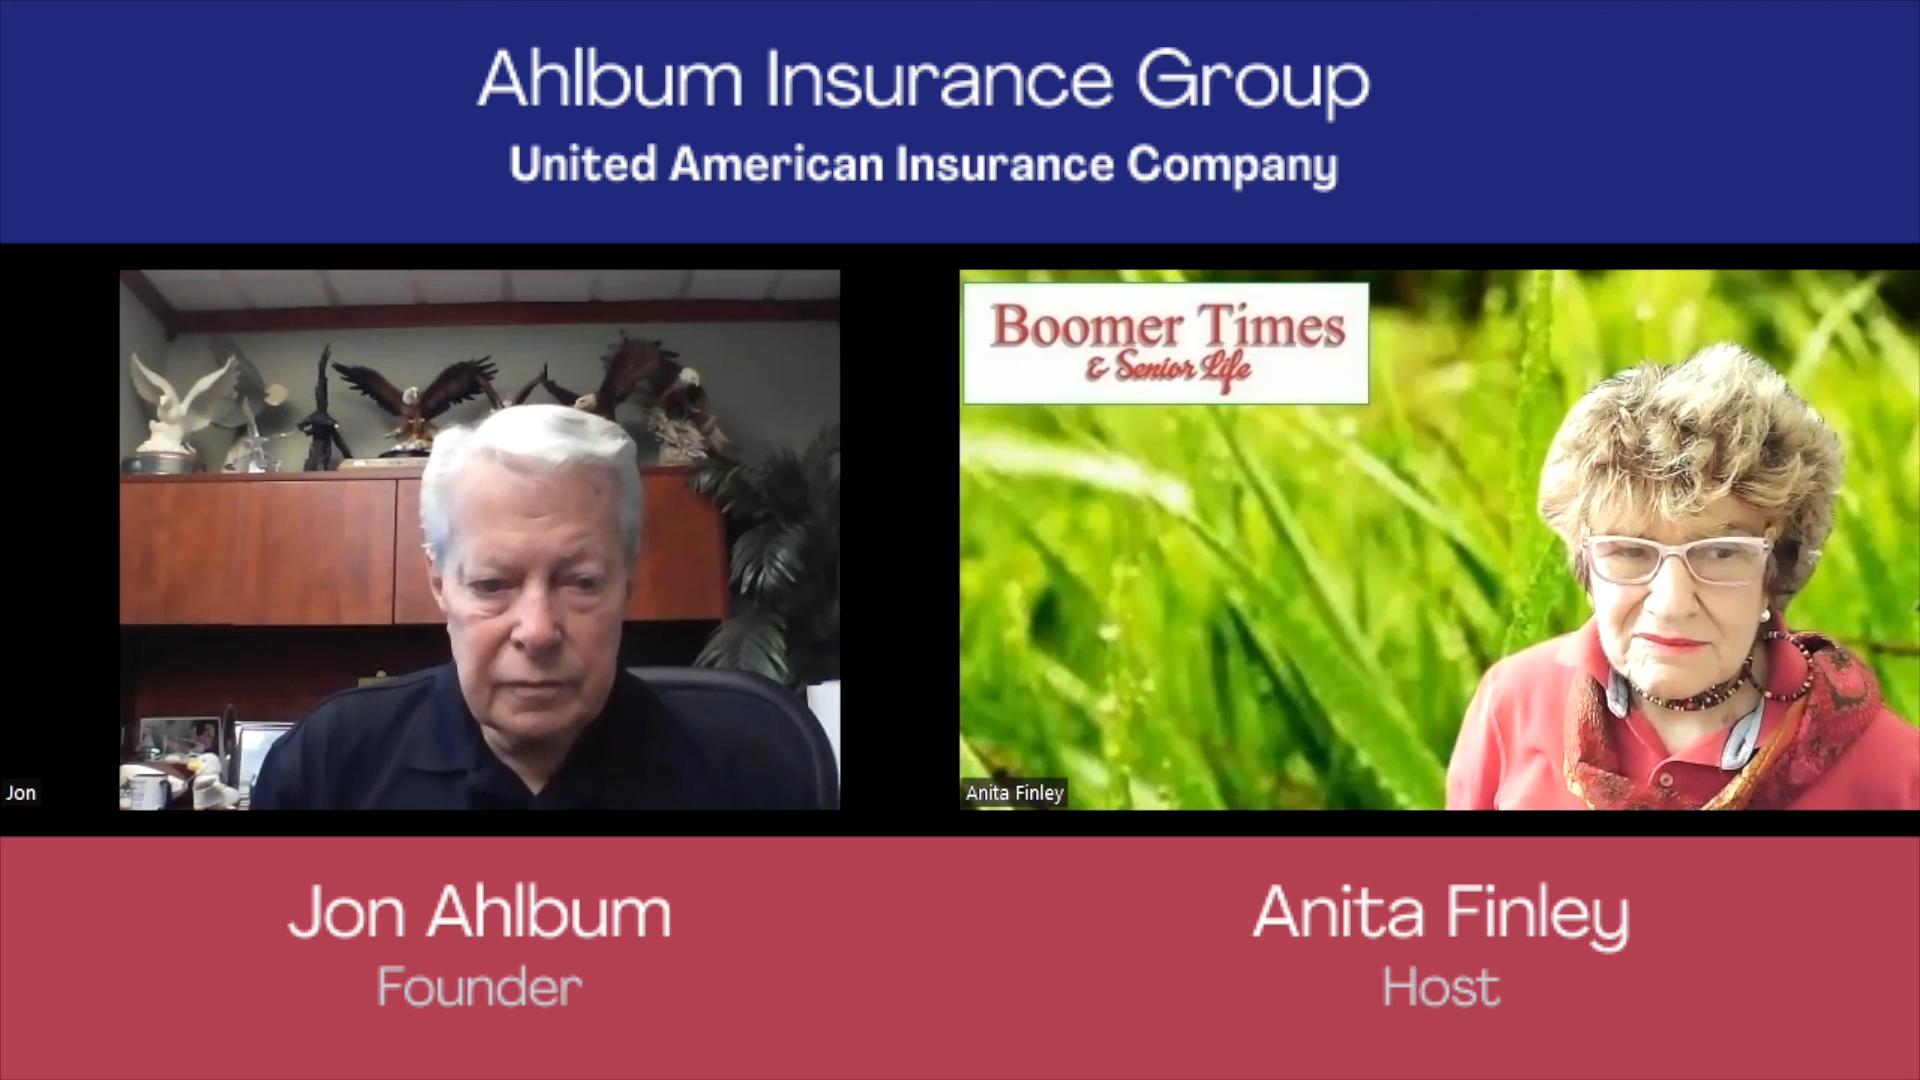 Ahlbum Insurance Group
United American Insurance Company
Boomer Times
& Senior Life
Jon
Anita Finley
Jon Ahlbum
Founder
Anita Finley
Host